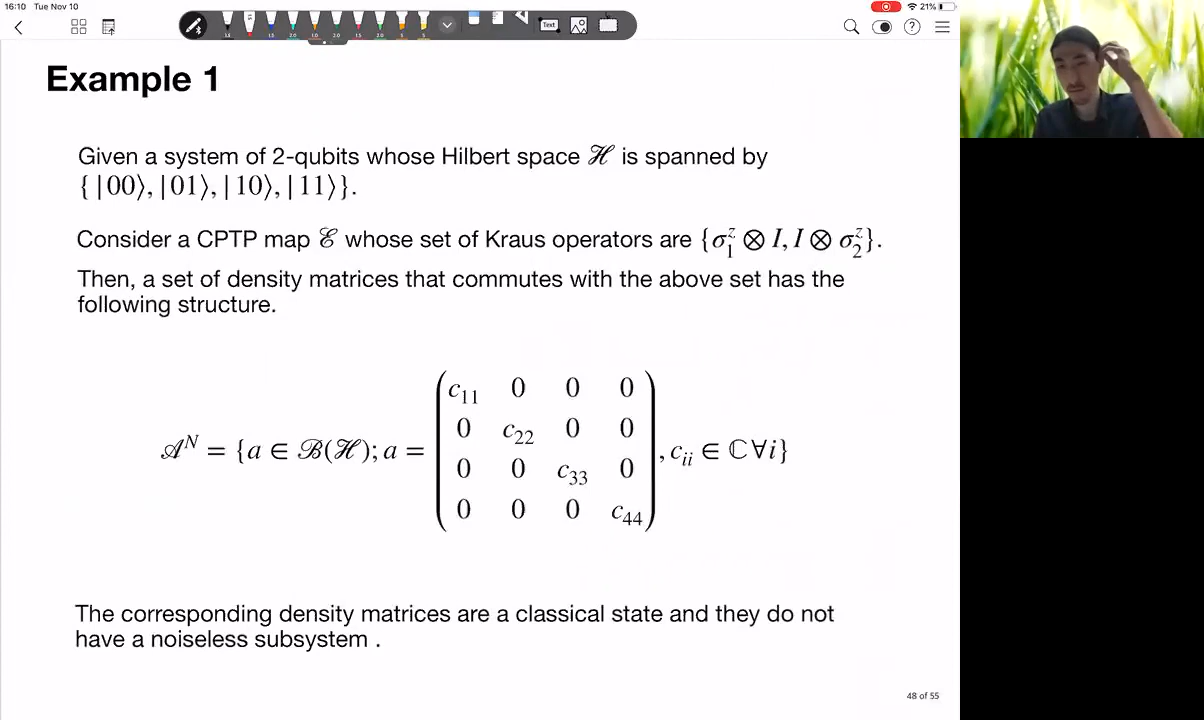 16:10 Tue Nov 10
21%
Text
Example 1
Given a system of 2-qubits whose Hilbert space ℋ is spanned by
{|00⟩, |01⟩, |10⟩, |11⟩}.
Consider a CPTP map ℰ whose set of Kraus operators are {σ₁ᶻ ⊗ I, I ⊗ σ₂ᶻ}.
Then, a set of density matrices that commutes with the above set has the
following structure.
c₁₁ 0 0 0
0 c₂₂ 0 0
𝒜ᴺ = {a ∈ ℬ(ℋ); a = , cᵢᵢ ∈ ℂ ∀i}
0 0 c₃₃ 0
0 0 0 c₄₄
The corresponding density matrices are a classical state and they do not
have a noiseless subsystem .
48 of 55